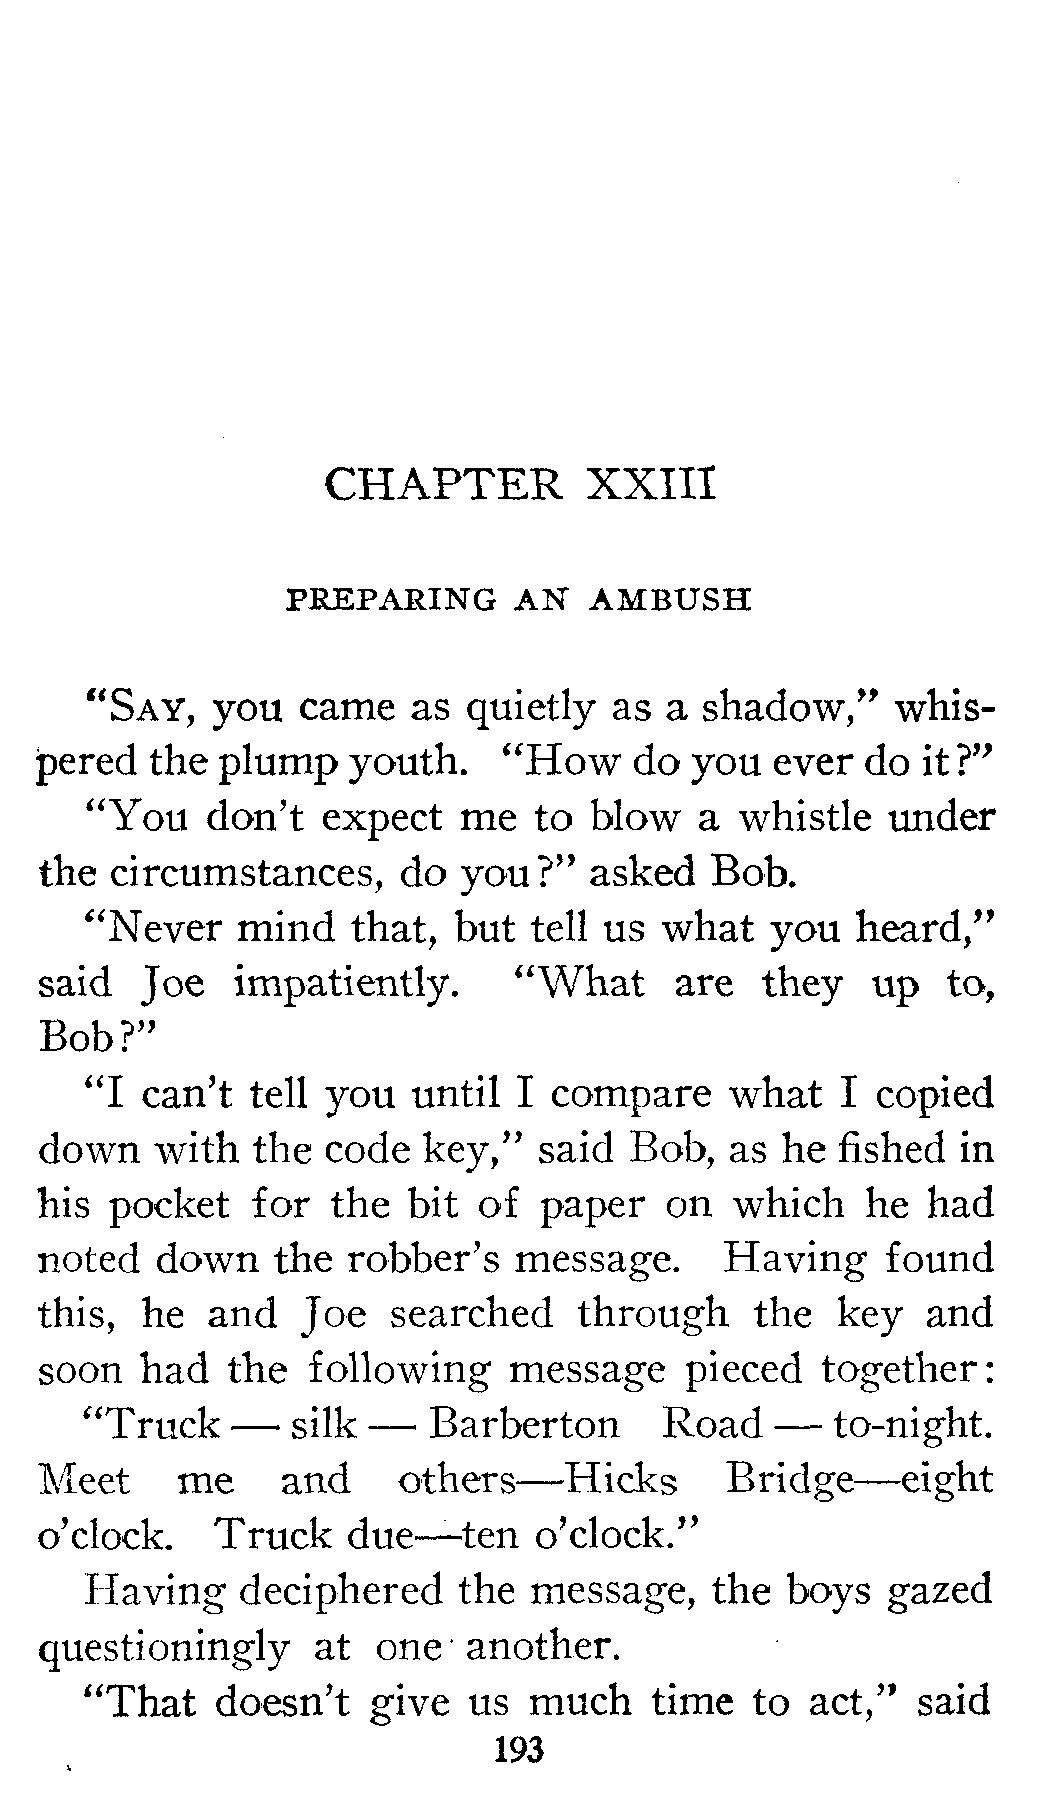 CHAPTER XXIII
PREPARING AN AMBUSH
“SAY, you came as quietly as a shadow,” whis-
pered the plump youth. “How do you ever do it?”
“You don’t expect me to blow a whistle under
the circumstances, do you?” asked Bob.
“Never mind that, but tell us what you heard,”
said Joe impatiently. “What are they up to,
Bob?”
“I can’t tell you until I compare what I copied
down with the code key,” said Bob, as he fished in
his pocket for the bit of paper on which he had
noted down the robber’s message. Having found
this, he and Joe searched through the key and
soon had the following message pieced together:
“Truck — silk — Barberton Road — to-night.
Meet me and others—Hicks Bridge—eight
o’clock. Truck due—ten o’clock.”
Having deciphered the message, the boys gazed
questioningly at one another.
“That doesn’t give us much time to act,” said
193